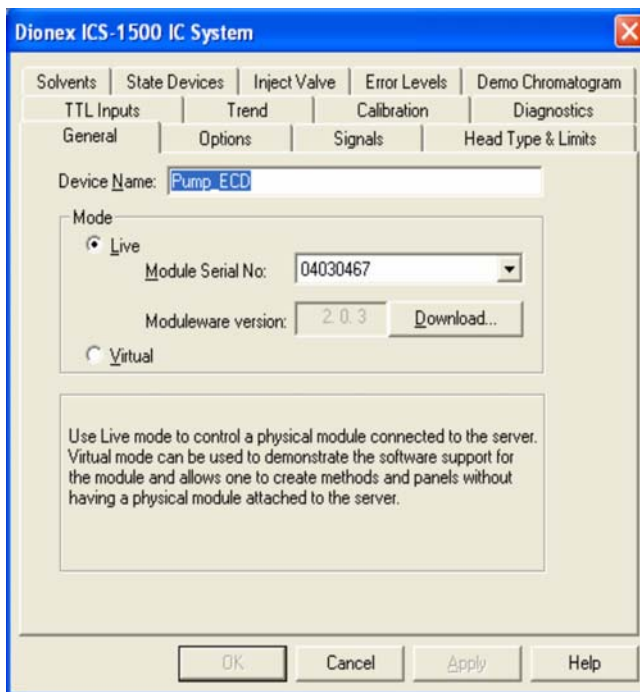 Dionex ICS-1500 IC System
Solvents State Devices Inject Valve Error Levels Demo Chromatogram
TTL Inputs Trend Calibration Diagnostics
General Options Signals Head Type & Limits
Device Name: Pump_ECD
Mode
Live
Module Serial No: 04030467
Moduleware version: 2. 0. 3 Download...
Virtual
Use Live mode to control a physical module connected to the server.
Virtual mode can be used to demonstrate the software support for
the module and allows one to create methods and panels without
having a physical module attached to the server.
OK Cancel Apply Help